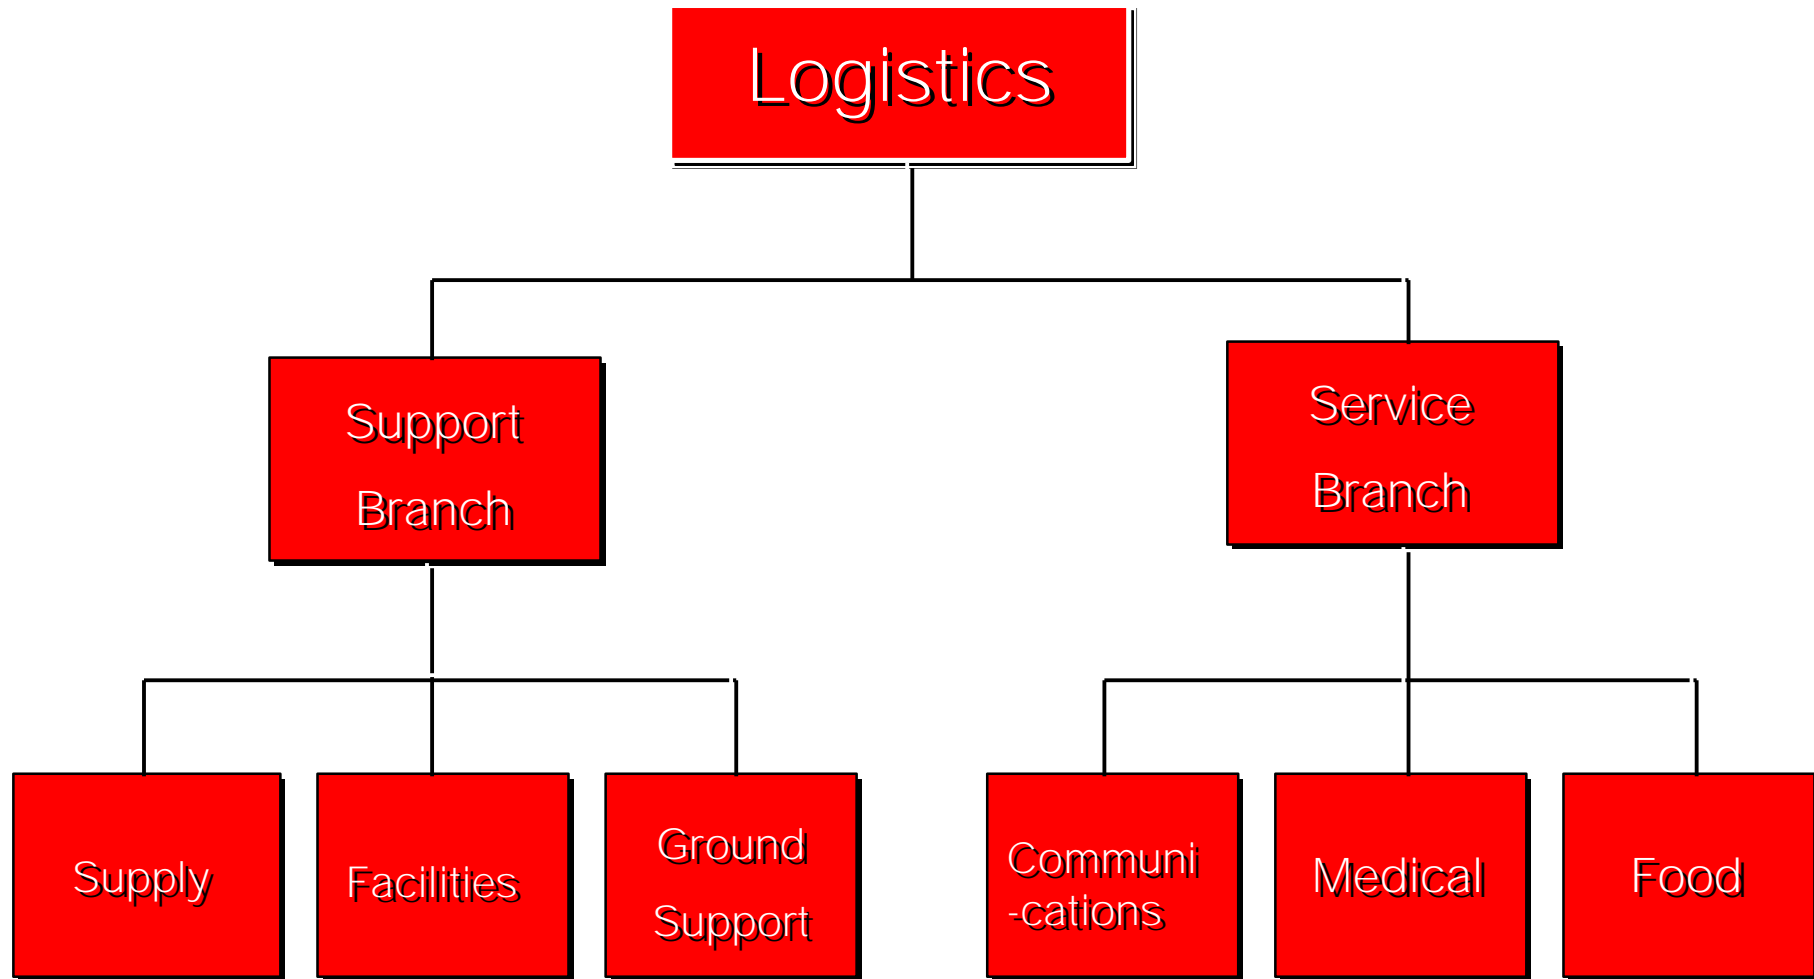 Logistics
Support
Branch
Service
Branch
Supply
Facilities
Ground
Support
Communi
-cations
Medical
Food